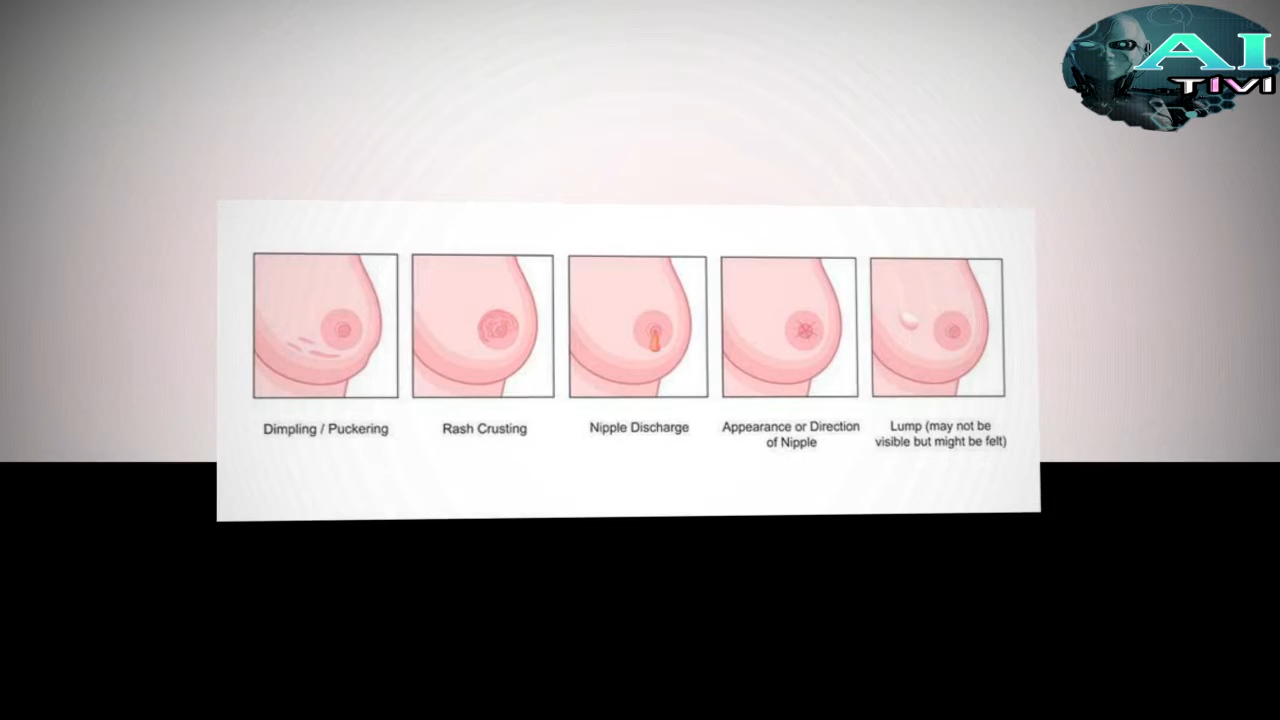 AI
TIVI
Dimpling / Puckering
Rash Crusting
Nipple Discharge
Appearance or Direction
of Nipple
Lump (may not be
visible but might be felt)